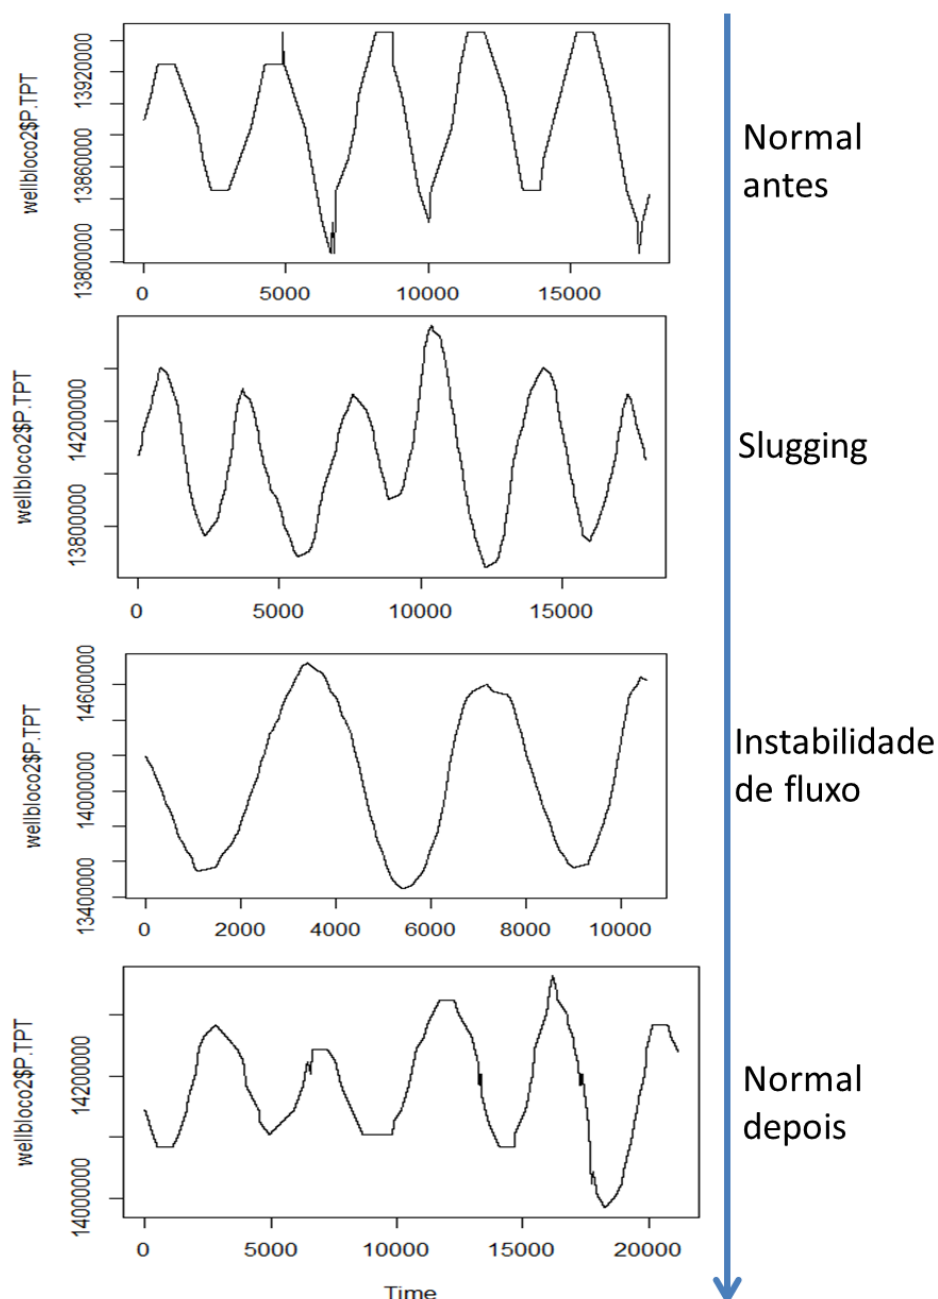 wellbloco2$P.TPT
13800000 13860000 13920000
0 5000 10000 15000
Normal
antes
wellbloco2$P.TPT
13800000 14200000
0 5000 10000 15000
Slugging
wellbloco2$P.TPT
13400000 14000000 14600000
0 2000 4000 6000 8000 10000
Instabilidade
de fluxo
wellbloco2$P.TPT
14000000 14200000
0 5000 10000 15000 20000
Normal
depois
Time